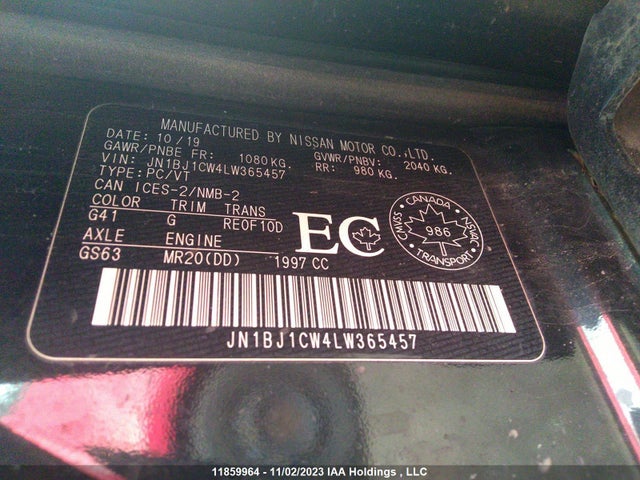 MANUFACTURED BY NISSAN MOTOR CO.,LTD.
DATE: 10/19
GAWR/PNBE FR: 1080 KG. GVWR/PNBV: 2040 KG.
VIN: JN1BJ1CW4LW365457 RR: 980 KG.
TYPE: PC/VT
CAN ICES-2/NMB-2
COLOR TRIM TRANS
G41 G RE0F10D
AXLE ENGINE
GS63 MR20(DD) 1997 CC
EC
CANADA
CMVSS NSVAC
986
TRANSPORT
JN1BJ1CW4LW365457
11859964 - 11/02/2023 IAA Holdings , LLC